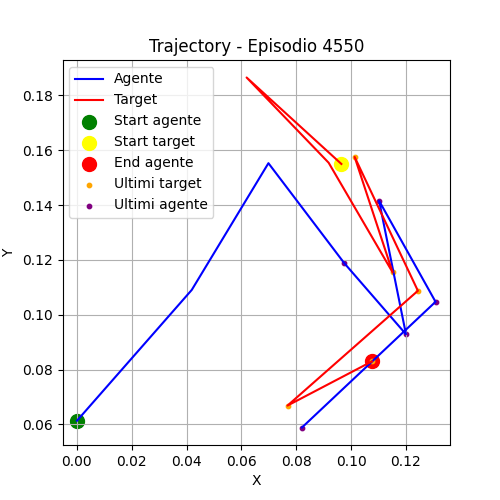 Trajectory - Episodio 4550
Agente
Target
Start agente
Start target
End agente
Ultimi target
Ultimi agente
0.18
0.16
0.14
0.12
0.10
0.08
0.06
Y
0.00 0.02 0.04 0.06 0.08 0.10 0.12
X